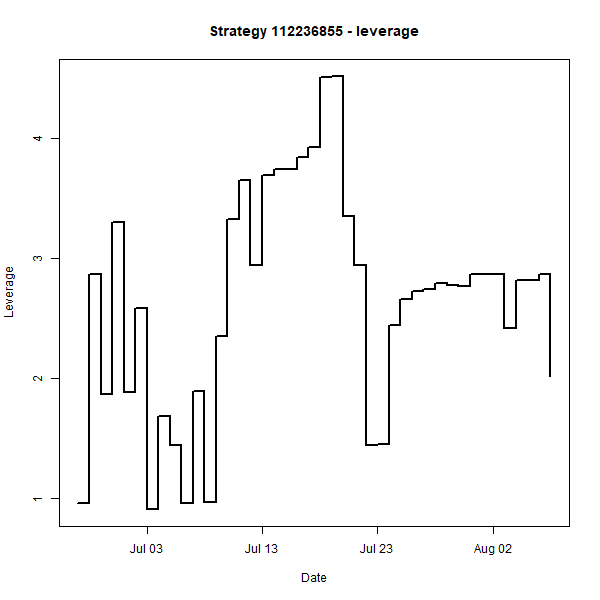 Strategy 112236855 - leverage
Leverage
4
3
2
1
Jul 03 Jul 13 Jul 23 Aug 02
Date